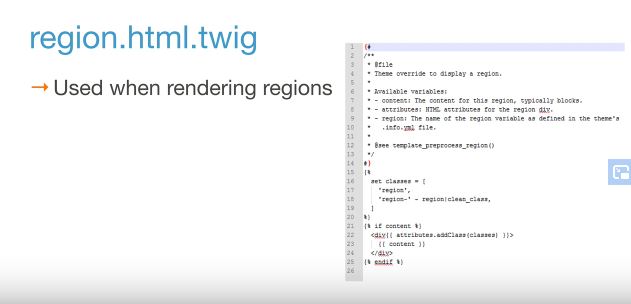 region.html.twig
→ Used when rendering regions
1 {#
2 /**
3 * @file
4 * Theme override to display a region.
5 *
6 * Available variables:
7 * - content: The content for this region, typically blocks.
8 * - attributes: HTML attributes for the region div.
9 * - region: The name of the region variable as defined in the theme's
10 * .info.yml file.
11 *
12 * @see template_preprocess_region()
13 */
14 #}
15 {%
16 set classes = [
17 'region',
18 'region-' ~ region|clean_class,
19 ]
20 %}
21 {% if content %}
22 <div{{ attributes.addClass(classes) }}>
23 {{ content }}
24 </div>
25 {% endif %}
26